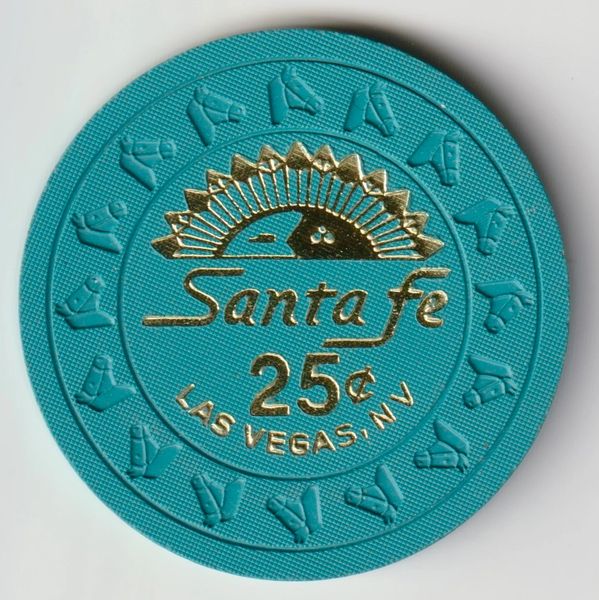 Santa fe
25¢
LAS VEGAS, NV